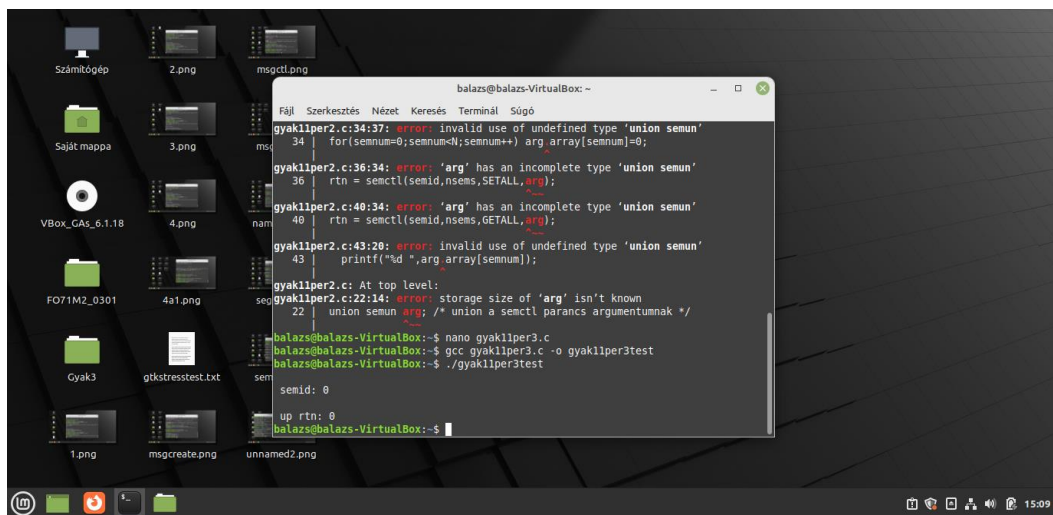 Számítógép
2.png
msgctl.png
Saját mappa
3.png
VBox_GAs_6.1.18
4.png
FO71M2_0301
4a1.png
Gyak3
gtkstresstest.txt
1.png
msgcreate.png
unnamed2.png
balazs@balazs-VirtualBox: ~
Fájl Szerkesztés Nézet Keresés Terminál Súgó
gyak11per2.c:34:37: error: invalid use of undefined type ‘union semun’
34 | for(semnum=0;semnum<N;semnum++) arg.array[semnum]=0;
| ^
gyak11per2.c:36:34: error: ‘arg’ has an incomplete type ‘union semun’
36 | rtn = semctl(semid,nsems,SETALL,arg);
| ^~~
gyak11per2.c:40:34: error: ‘arg’ has an incomplete type ‘union semun’
40 | rtn = semctl(semid,nsems,GETALL,arg);
| ^~~
gyak11per2.c:43:20: error: invalid use of undefined type ‘union semun’
43 | printf("%d ",arg.array[semnum]);
| ^
gyak11per2.c: At top level:
gyak11per2.c:22:14: error: storage size of ‘arg’ isn’t known
22 | union semun arg; /* union a semctl parancs argumentumnak */
| ^~~
balazs@balazs-VirtualBox:~$ nano gyak11per3.c
balazs@balazs-VirtualBox:~$ gcc gyak11per3.c -o gyak11per3test
balazs@balazs-VirtualBox:~$ ./gyak11per3test
semid: 0
up rtn: 0
balazs@balazs-VirtualBox:~$
15:09